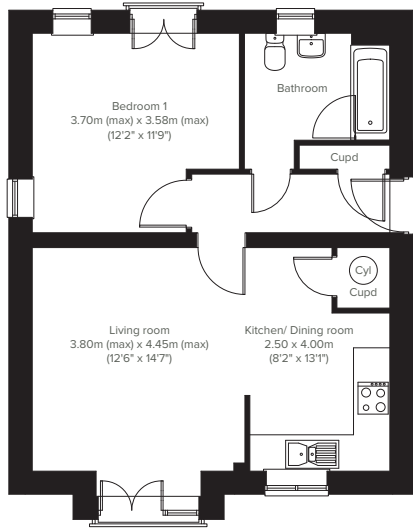 Bedroom 1
3.70m (max) x 3.58m (max)
(12'2" x 11'9")
Bathroom
Cupd
Cyl
Cupd
Living room
3.80m (max) x 4.45m (max)
(12'6" x 14'7")
Kitchen/ Dining room
2.50 x 4.00m
(8'2" x 13'1")